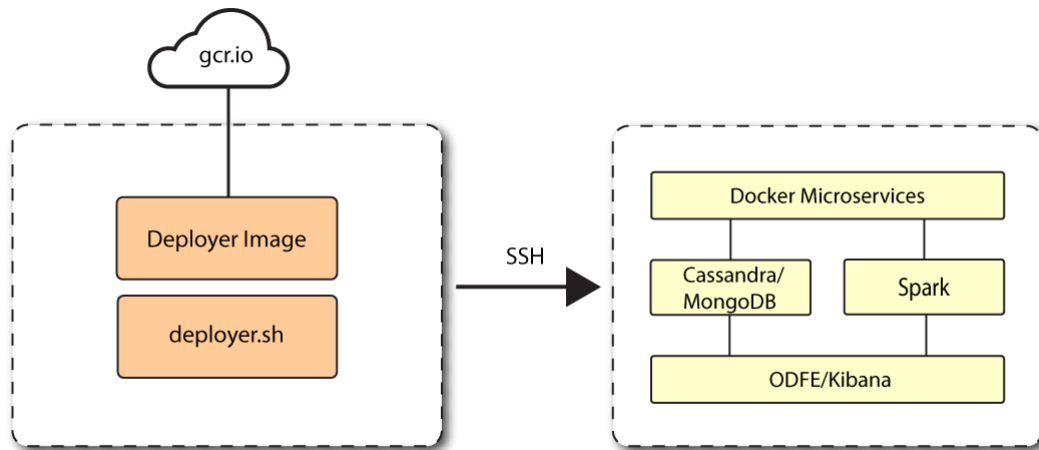 gcr.io
Deployer Image
deployer.sh
SSH
Docker Microservices
Cassandra/
MongoDB
Spark
ODFE/Kibana